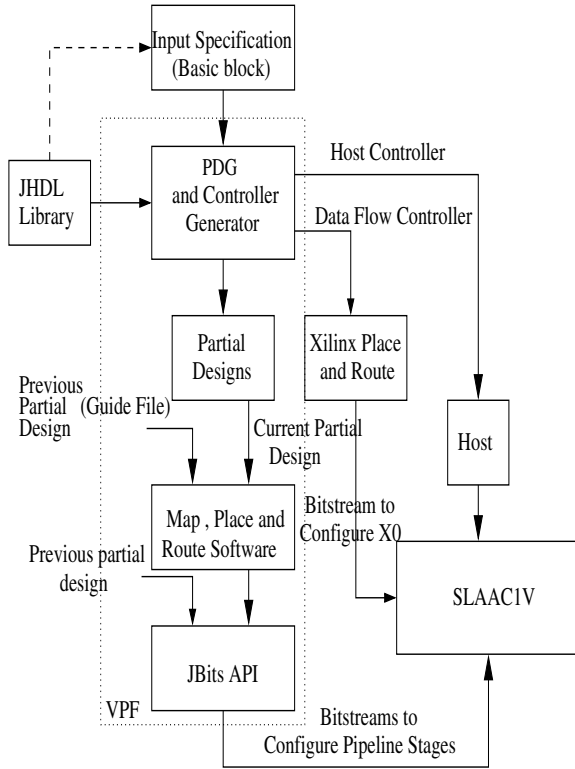 Input Specification
(Basic block)
Host Controller
PDG
and Controller
Generator
JHDL
Library
Data Flow Controller
Partial
Designs
Xilinx Place
and Route
Previous
Partial (Guide File)
Design
Current Partial
Design
Host
Map , Place and
Route Software
Bitstream to
Configure X0
Previous partial
design
SLAAC1V
JBits API
VPF
Bitstreams to
Configure Pipeline Stages